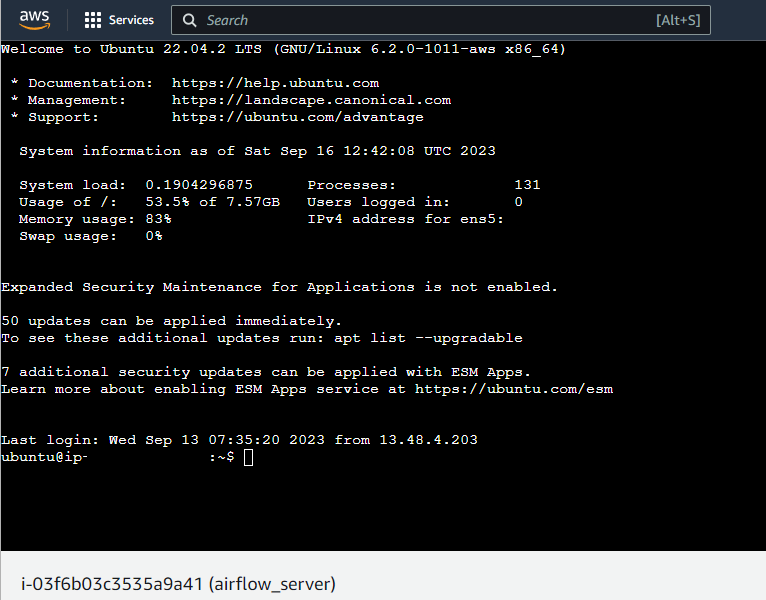 aws Services Search [Alt+S]
Welcome to Ubuntu 22.04.2 LTS (GNU/Linux 6.2.0-1011-aws x86_64)
* Documentation: https://help.ubuntu.com
* Management: https://landscape.canonical.com
* Support: https://ubuntu.com/advantage
System information as of Sat Sep 16 12:42:08 UTC 2023
System load: 0.1904296875 Processes: 131
Usage of /: 53.5% of 7.57GB Users logged in: 0
Memory usage: 83% IPv4 address for ens5:
Swap usage: 0%
Expanded Security Maintenance for Applications is not enabled.
50 updates can be applied immediately.
To see these additional updates run: apt list --upgradable
7 additional security updates can be applied with ESM Apps.
Learn more about enabling ESM Apps service at https://ubuntu.com/esm
Last login: Wed Sep 13 07:35:20 2023 from 13.48.4.203
ubuntu@ip- :~$
i-03f6b03c3535a9a41 (airflow_server)